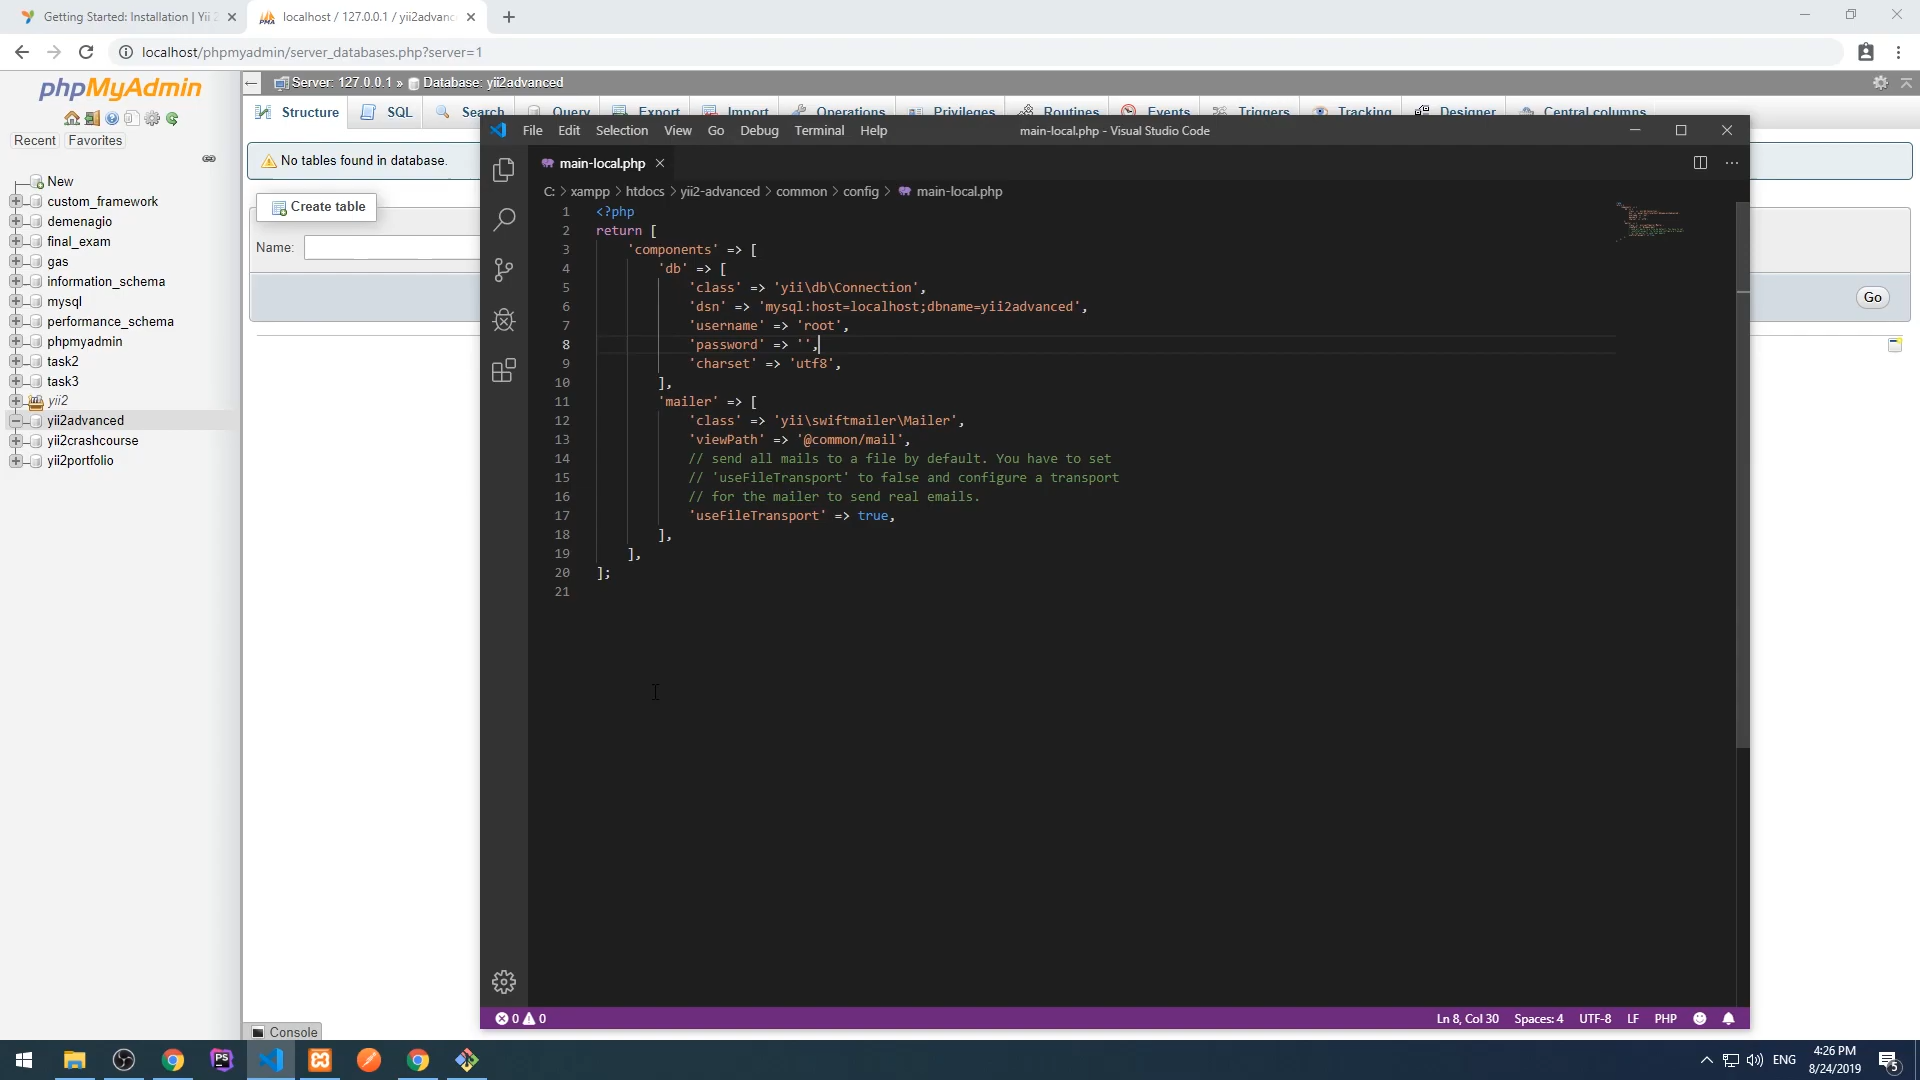 Getting Started: Installation | Yii 2
localhost / 127.0.0.1 / yii2advanc
localhost/phpmyadmin/server_databases.php?server=1
phpMyAdmin
Recent
Favorites
New
custom_framework
demenagio
final_exam
gas
information_schema
mysql
performance_schema
phpmyadmin
task2
task3
yii2
yii2advanced
yii2crashcourse
yii2portfolio
Server: 127.0.0.1 » Database: yii2advanced
Structure SQL Search Query Export Import Operations Privileges Routines Events Triggers Tracking Designer Central columns
No tables found in database.
Create table
Name:
Go
Console
File Edit Selection View Go Debug Terminal Help
main-local.php - Visual Studio Code
main-local.php
C: > xampp > htdocs > yii2-advanced > common > config > main-local.php
1 <?php
2 return [
3 'components' => [
4 'db' => [
5 'class' => 'yii\db\Connection',
6 'dsn' => 'mysql:host=localhost;dbname=yii2advanced',
7 'username' => 'root',
8 'password' => '',
9 'charset' => 'utf8',
10 ],
11 'mailer' => [
12 'class' => 'yii\swiftmailer\Mailer',
13 'viewPath' => '@common/mail',
14 // send all mails to a file by default. You have to set
15 // 'useFileTransport' to false and configure a transport
16 // for the mailer to send real emails.
17 'useFileTransport' => true,
18 ],
19 ],
20 ];
21
0 0
Ln 8, Col 30 Spaces: 4 UTF-8 LF PHP
PS
ENG
4:26 PM
8/24/2019
5